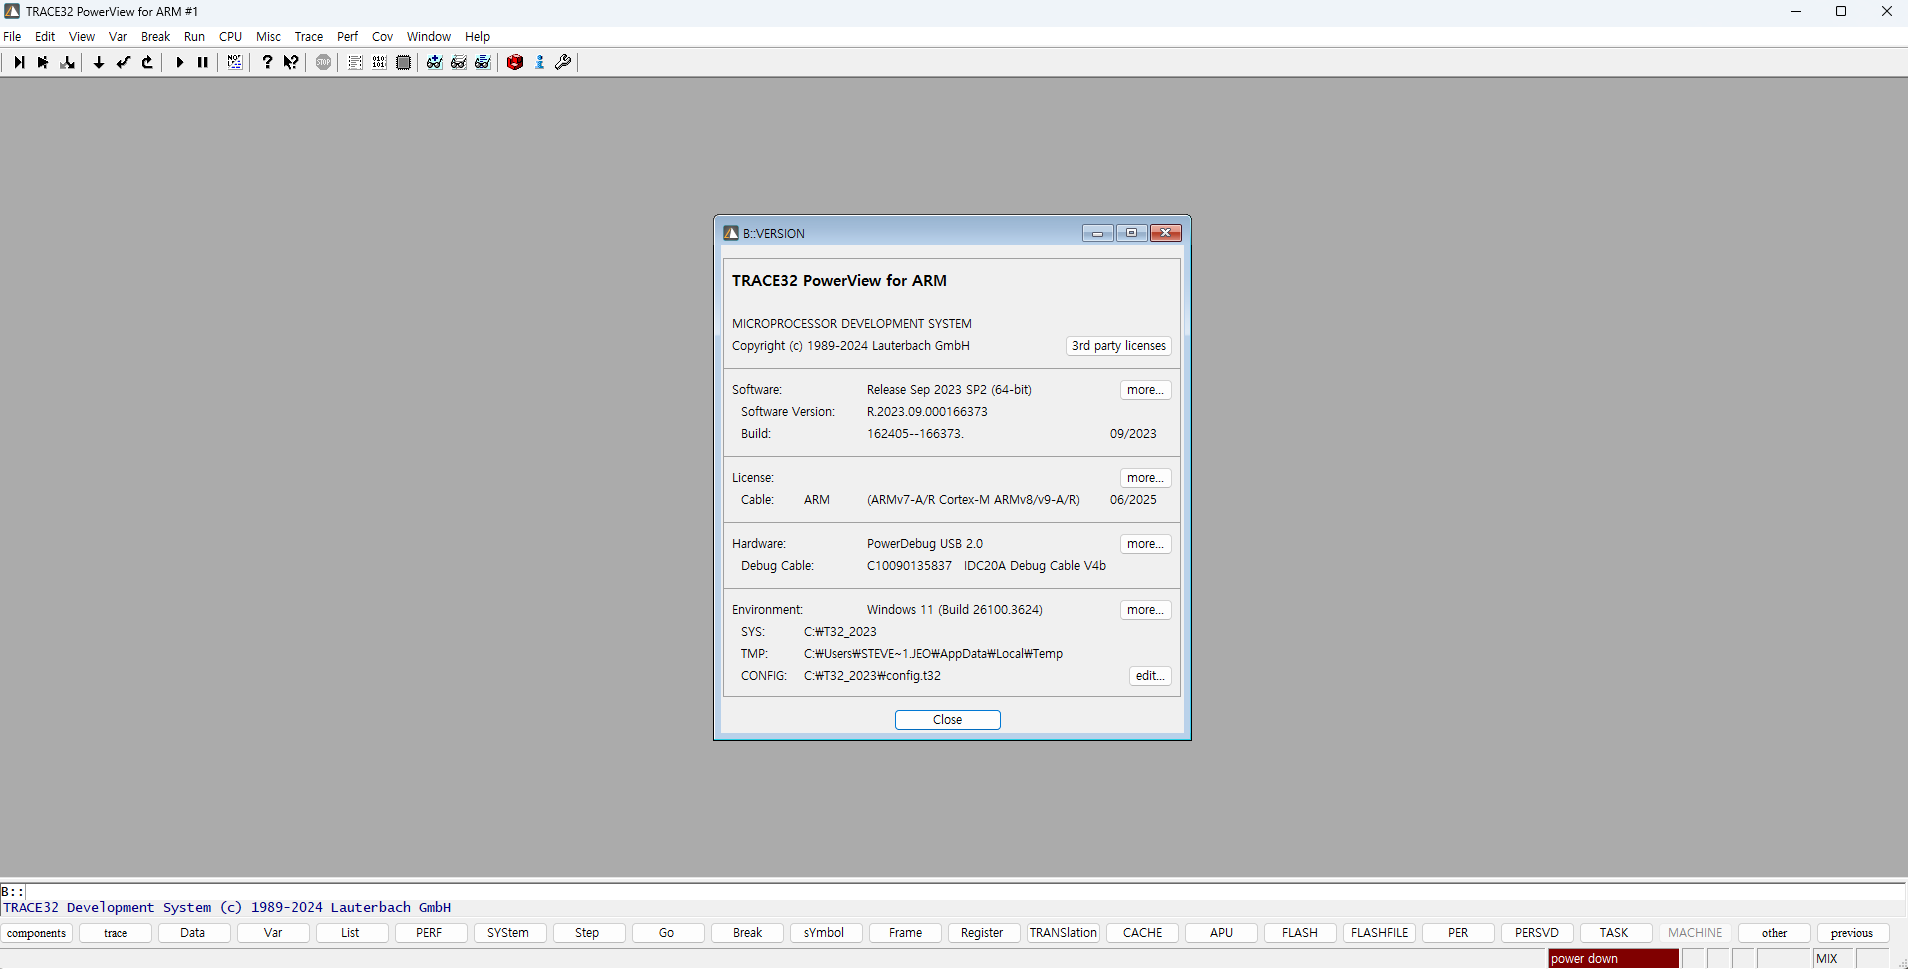 TRACE32 PowerView for ARM #1
File Edit View Var Break Run CPU Misc Trace Perf Cov Window Help
STOP
B::VERSION
TRACE32 PowerView for ARM
MICROPROCESSOR DEVELOPMENT SYSTEM
Copyright (c) 1989-2024 Lauterbach GmbH 3rd party licenses
Software: Release Sep 2023 SP2 (64-bit) more...
Software Version: R.2023.09.000166373
Build: 162405--166373. 09/2023
License: more...
Cable: ARM (ARMv7-A/R Cortex-M ARMv8/v9-A/R) 06/2025
Hardware: PowerDebug USB 2.0 more...
Debug Cable: C10090135837 IDC20A Debug Cable V4b
Environment: Windows 11 (Build 26100.3624) more...
SYS: C:₩T32_2023
TMP: C:₩Users₩STEVE~1.JEO₩AppData₩Local₩Temp
CONFIG: C:₩T32_2023₩config.t32 edit...
Close
B::
TRACE32 Development System (c) 1989-2024 Lauterbach GmbH
components trace Data Var List PERF SYStem Step Go Break sYmbol Frame Register TRANSlation CACHE APU FLASH FLASHFILE PER PERSVD TASK MACHINE other previous
power down MIX